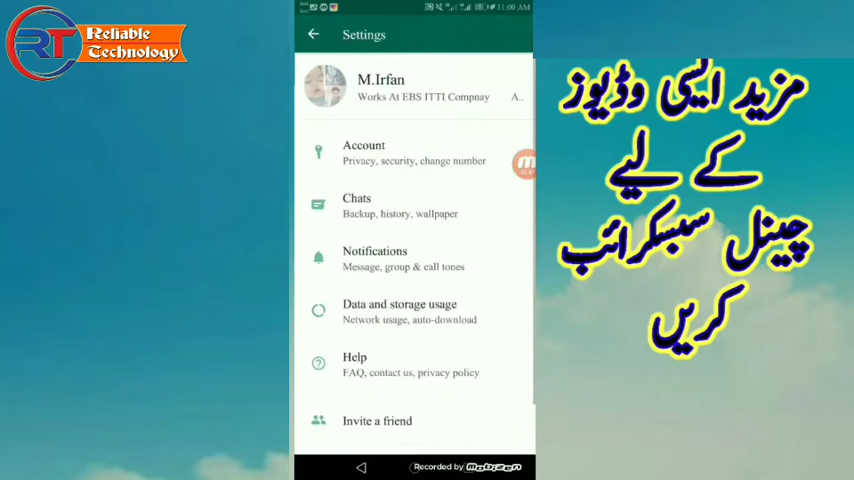 Reliable
Technology
11:00 AM
Settings
M.Irfan
Works At EBS ITTI Compnay A..
Account
Privacy, security, change number
Chats
Backup, history, wallpaper
Notifications
Message, group & call tones
Data and storage usage
Network usage, auto-download
Help
FAQ, contact us, privacy policy
Invite a friend
Recorded by mobizen
مزید ایسی وڈیوز
کے لیے
چینل سبسکرائب
کریں